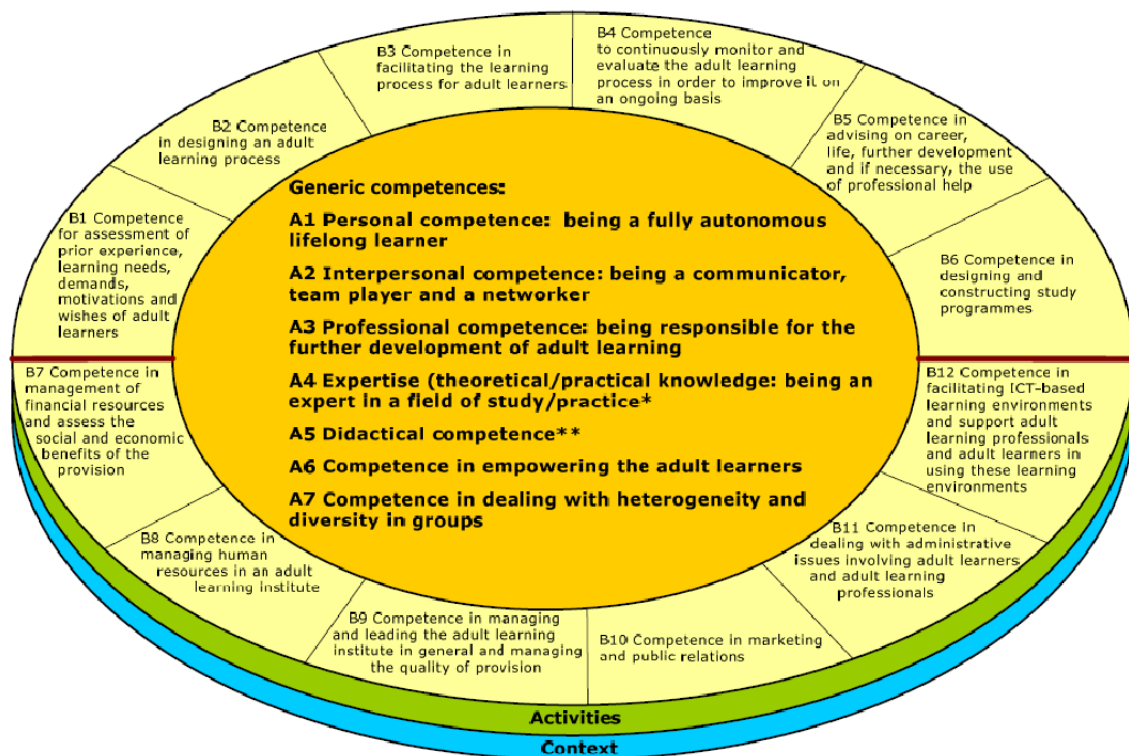 Generic competences:
A1 Personal competence: being a fully autonomous
lifelong learner
A2 Interpersonal competence: being a communicator,
team player and a networker
A3 Professional competence: being responsible for the
further development of adult learning
A4 Expertise (theoretical/practical knowledge: being an
expert in a field of study/practice*
A5 Didactical competence**
A6 Competence in empowering the adult learners
A7 Competence in dealing with heterogeneity and
diversity in groups
B1 Competence
for assessment of
prior experience,
learning needs,
demands,
motivations and
wishes of adult
learners
B2 Competence
in designing an adult
learning process
B3 Competence in
facilitating the learning
process for adult learners
B4 Competence
to continuously monitor and
evaluate the adult learning
process in order to improve it on
an ongoing basis
B5 Competence in
advising on career,
life, further development
and if necessary, the use
of professional help
B6 Competence in
designing and
constructing study
programmes
B7 Competence in
management of
financial resources
and assess the
social and economic
benefits of the
provision
B8 Competence in
managing human
resources in an adult
learning institute
B9 Competence in managing
and leading the adult learning
institute in general and managing
the quality of provision
B10 Competence in marketing
and public relations
B11 Competence in
dealing with administrative
issues involving adult learners
and adult learning
professionals
B12 Competence in
facilitating ICT-based
learning environments
and support adult
learning professionals
and adult learners in
using these learning
environments
Activities
Context